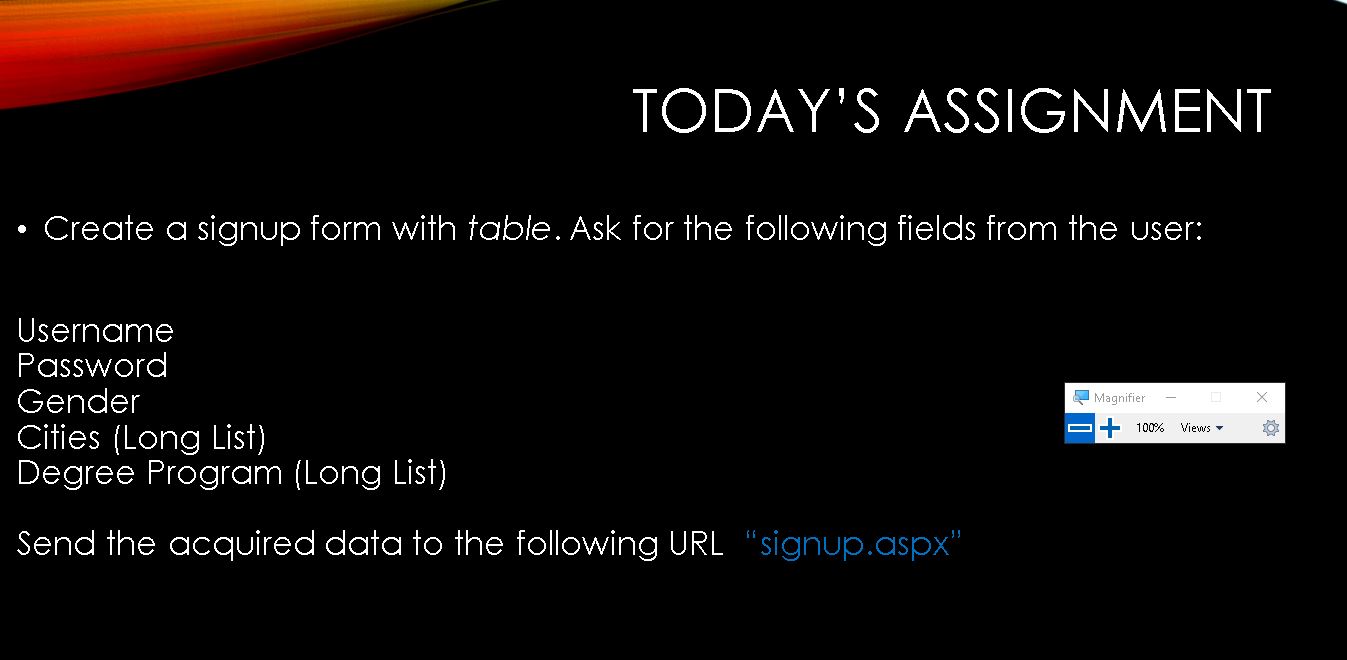 TODAY’S ASSIGNMENT
• Create a signup form with table. Ask for the following fields from the user:
Username
Password
Gender
Cities (Long List)
Degree Program (Long List)
Magnifier
100% Views
Send the acquired data to the following URL “signup.aspx”